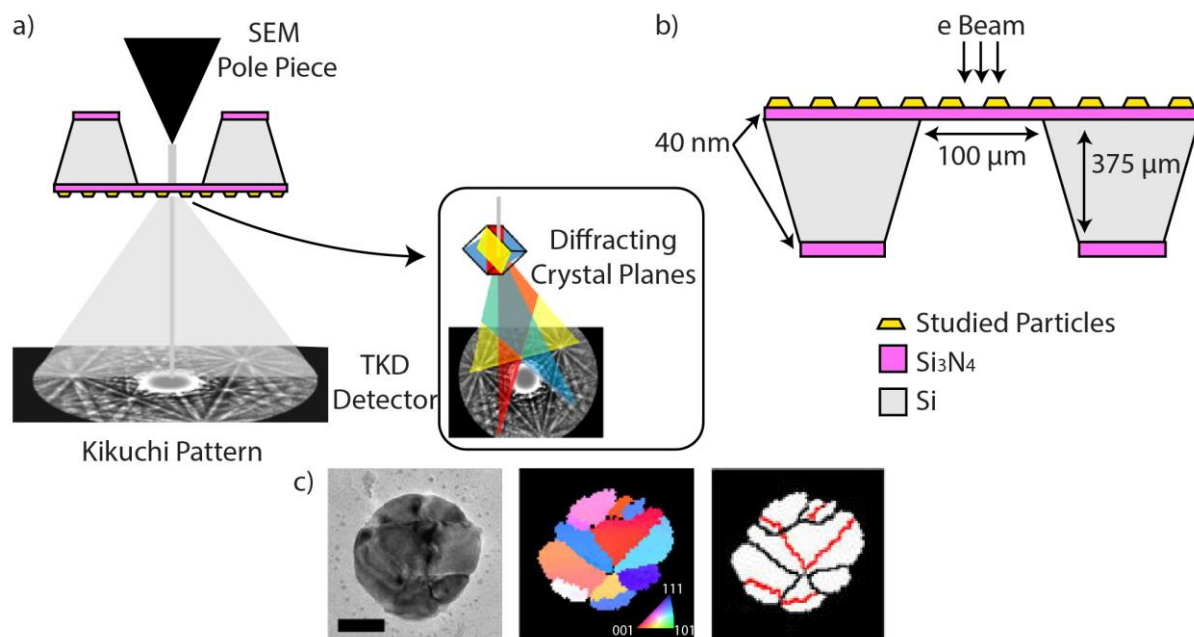 a)
SEM
Pole Piece
TKD
Detector
Kikuchi Pattern
Diffracting
Crystal Planes
b)
e Beam
40 nm
100 μm
375 μm
Studied Particles
Si₃N₄
Si
c)
111
001
101